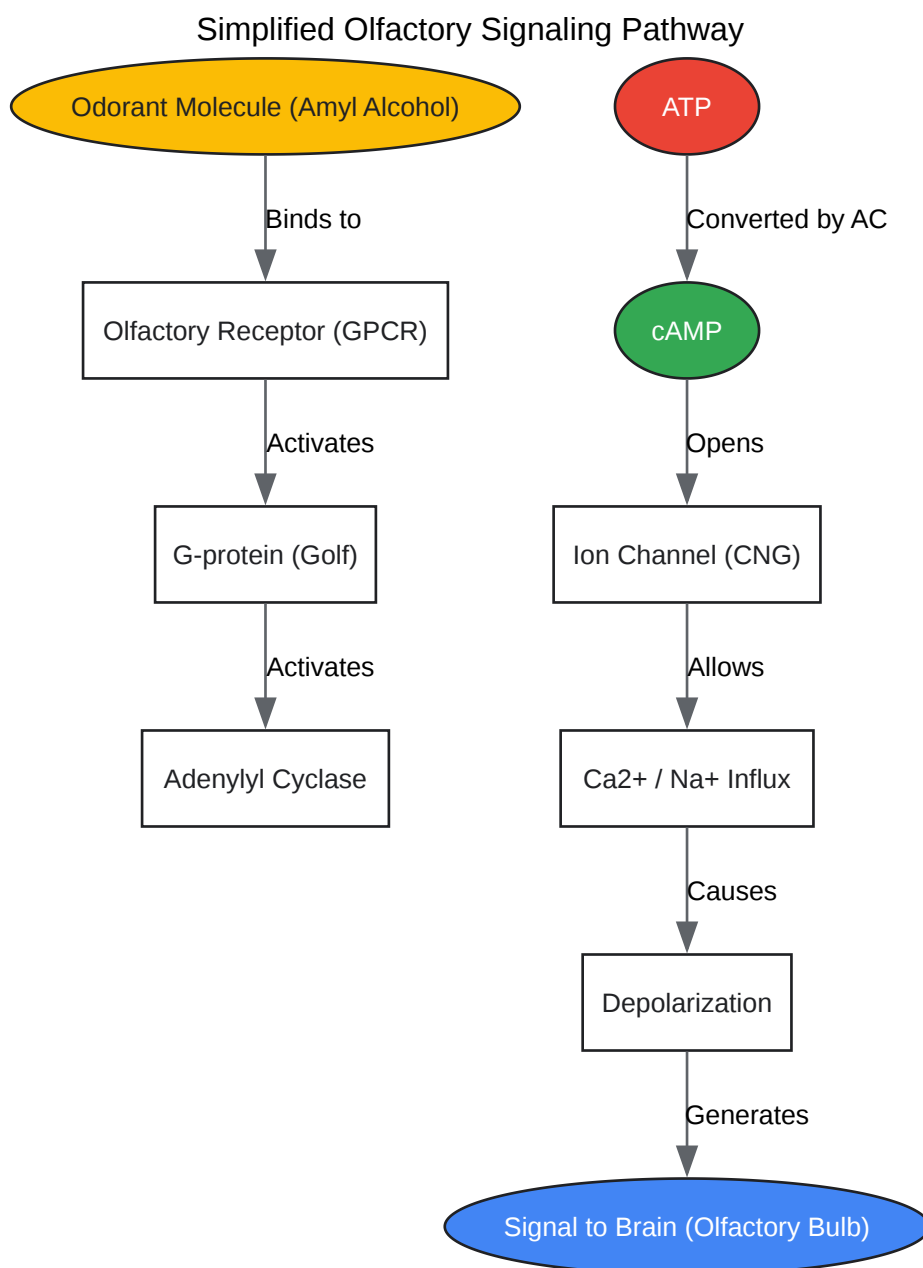 Simplified Olfactory Signaling Pathway
Odorant Molecule (Amyl Alcohol)
Binds to
Olfactory Receptor (GPCR)
Activates
G-protein (Golf)
Activates
Adenylyl Cyclase
ATP
Converted by AC
cAMP
Opens
Ion Channel (CNG)
Allows
Ca2+ / Na+ Influx
Causes
Depolarization
Generates
Signal to Brain (Olfactory Bulb)